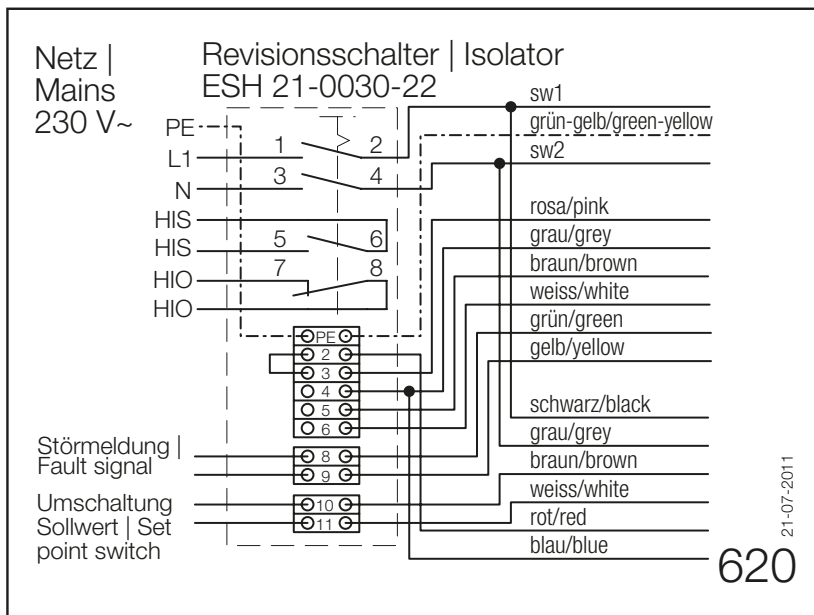 Netz |
Mains
230 V~
Revisionsschalter | Isolator
ESH 21-0030-22
PE
L1
N
HIS
HIS
HIO
HIO
1 2
3 4
5 6
7 8
PE
2
3
4
5
6
8
9
10
11
Störmeldung |
Fault signal
Umschaltung
Sollwert | Set
point switch
sw1
grün-gelb/green-yellow
sw2
rosa/pink
grau/grey
braun/brown
weiss/white
grün/green
gelb/yellow
schwarz/black
grau/grey
braun/brown
weiss/white
rot/red
blau/blue
21-07-2011
620